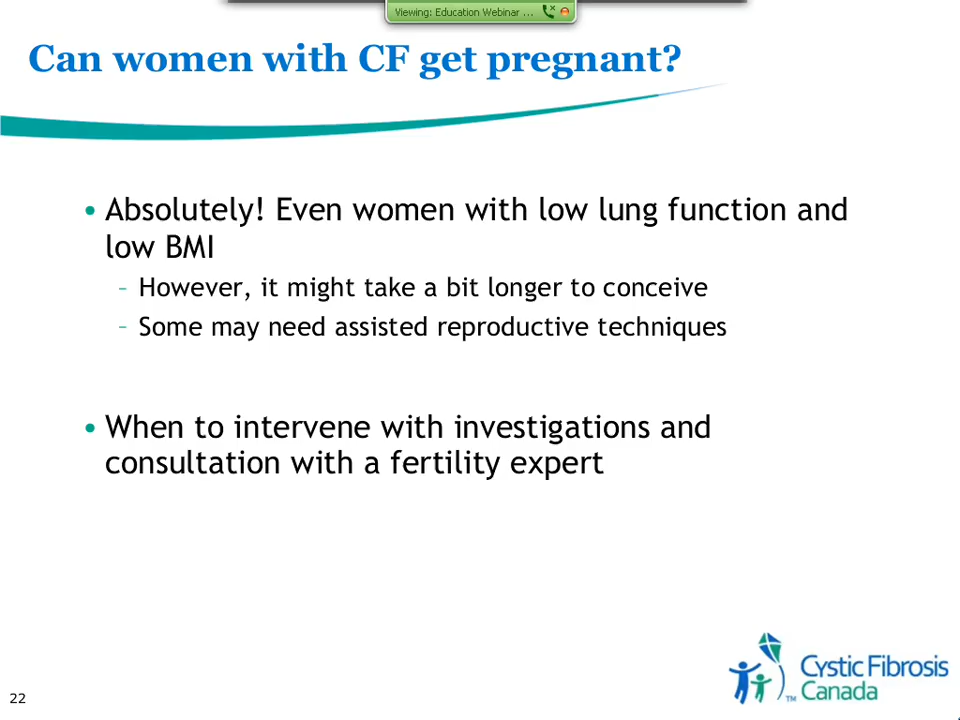 Viewing: Education Webinar ...
Can women with CF get pregnant?
• Absolutely! Even women with low lung function and
low BMI
– However, it might take a bit longer to conceive
– Some may need assisted reproductive techniques
• When to intervene with investigations and
consultation with a fertility expert
Cystic Fibrosis
™ Canada
22